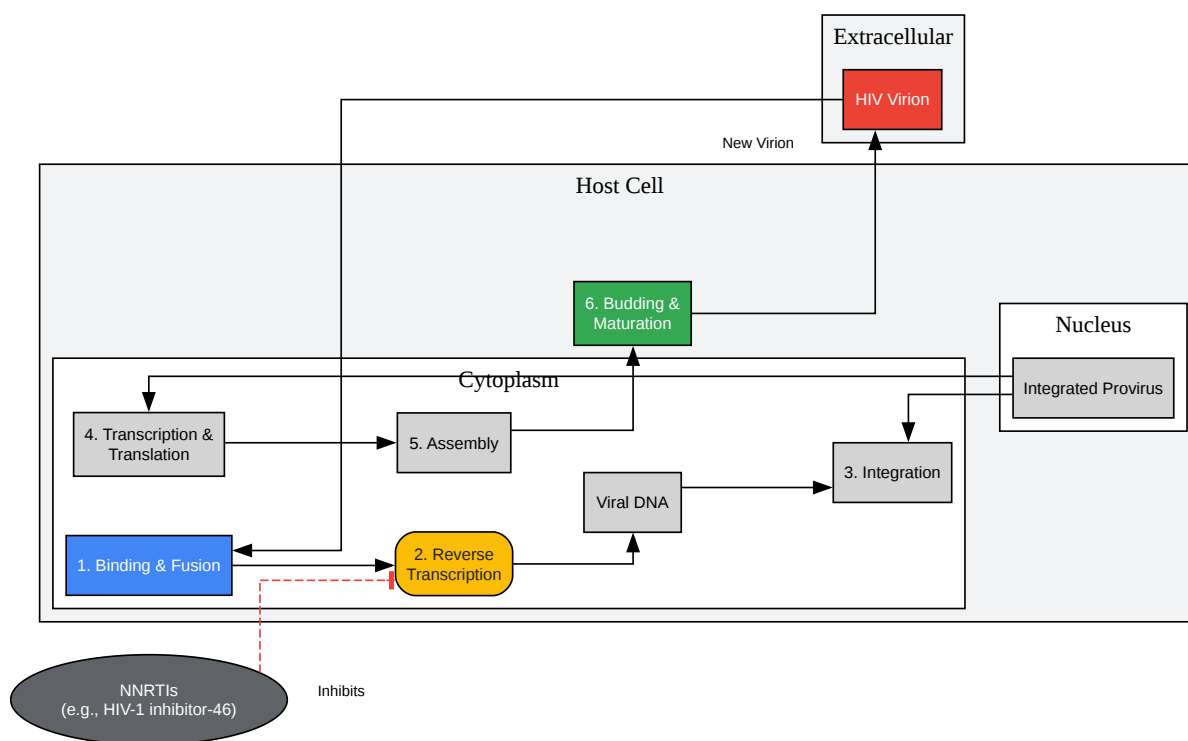 Extracellular
HIV Virion
New Virion
Host Cell
6. Budding &
Maturation
Nucleus
Integrated Provirus
Cytoplasm
4. Transcription &
Translation
5. Assembly
3. Integration
Viral DNA
1. Binding & Fusion
2. Reverse
Transcription
NNRTIs
(e.g., HIV-1 inhibitor-46)
Inhibits